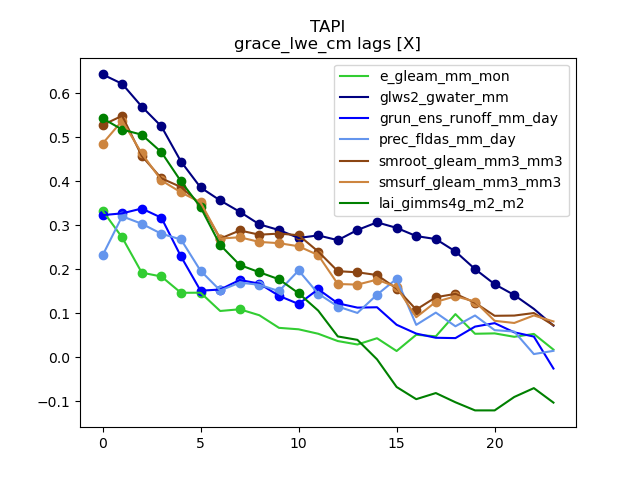 TAPI
grace_lwe_cm lags [X]
e_gleam_mm_mon
glws2_gwater_mm
grun_ens_runoff_mm_day
prec_fldas_mm_day
smroot_gleam_mm3_mm3
smsurf_gleam_mm3_mm3
lai_gimms4g_m2_m2
0.6
0.5
0.4
0.3
0.2
0.1
0.0
−0.1
0 5 10 15 20